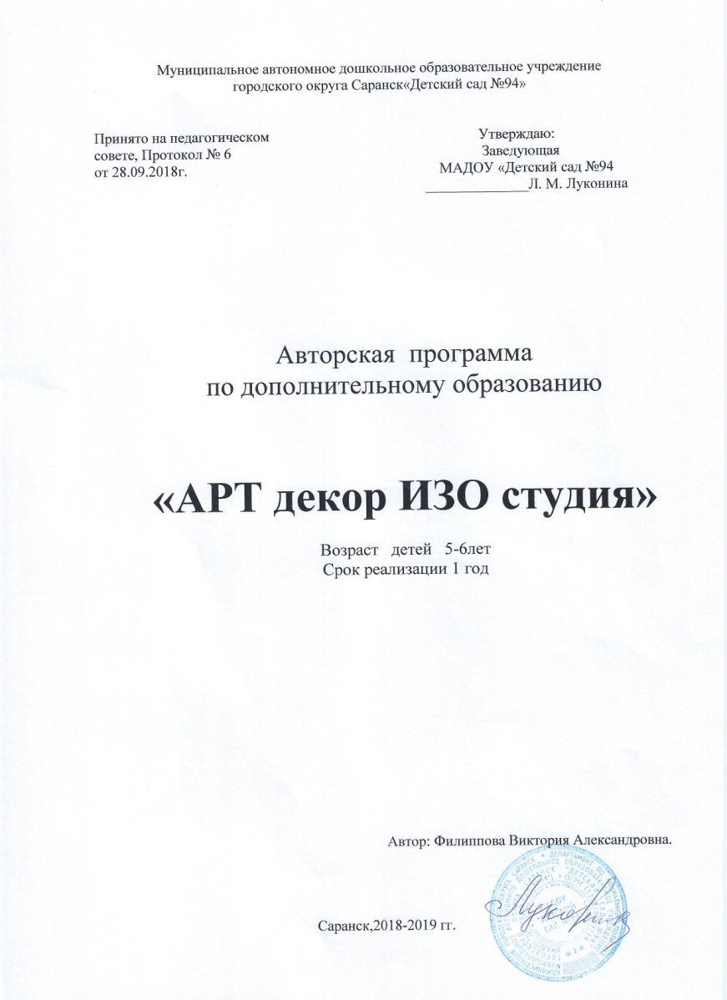 Муниципальное автономное дошкольное образовательное учреждение
городского округа Саранск«Детский сад №94»
Принято на педагогическом
совете, Протокол № 6
от 28.09.2018г.
Утверждаю:
Заведующая
МАДОУ «Детский сад №94
______________Л. М. Луконина
Авторская программа
по дополнительному образованию
«АРТ декор ИЗО студия»
Возраст детей 5-6лет
Срок реализации 1 год
Автор: Филиппова Виктория Александровна.
Саранск,2018-2019 гг.